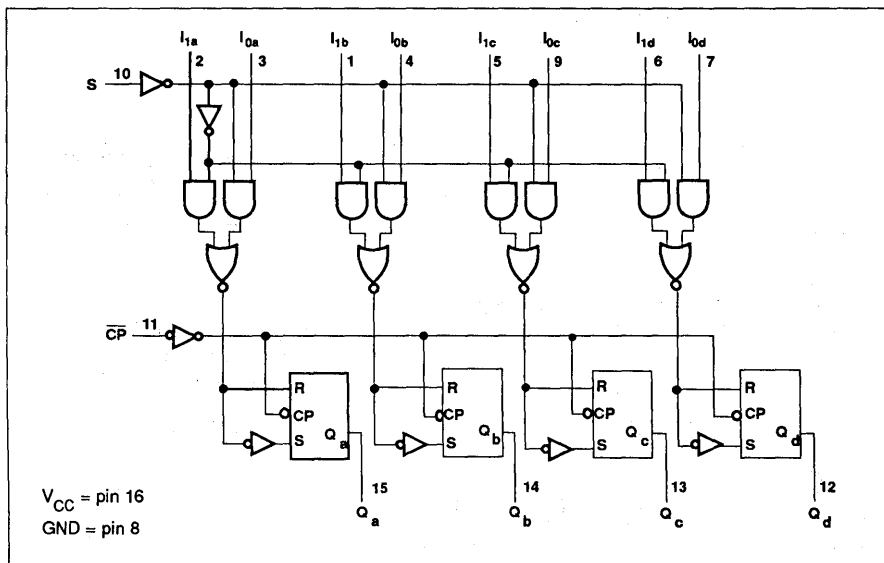 I1a I0a I1b I0b I1c I0c I1d I0d
2 3 1 4 5 9 6 7
S 10
CP 11
R R R R
CP CP CP CP
S S S S
Qa Qb Qc Qd
15 14 13 12
Qa Qb Qc Qd
VCC = pin 16
GND = pin 8